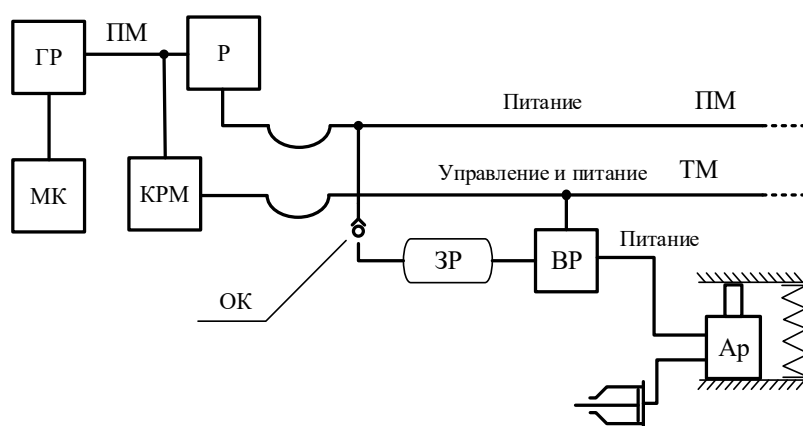 ПМ
ГР
Р
Питание
ПМ
МК
КРМ
Управление и питание
ТМ
ОК
ЗР
ВР
Питание
Ар